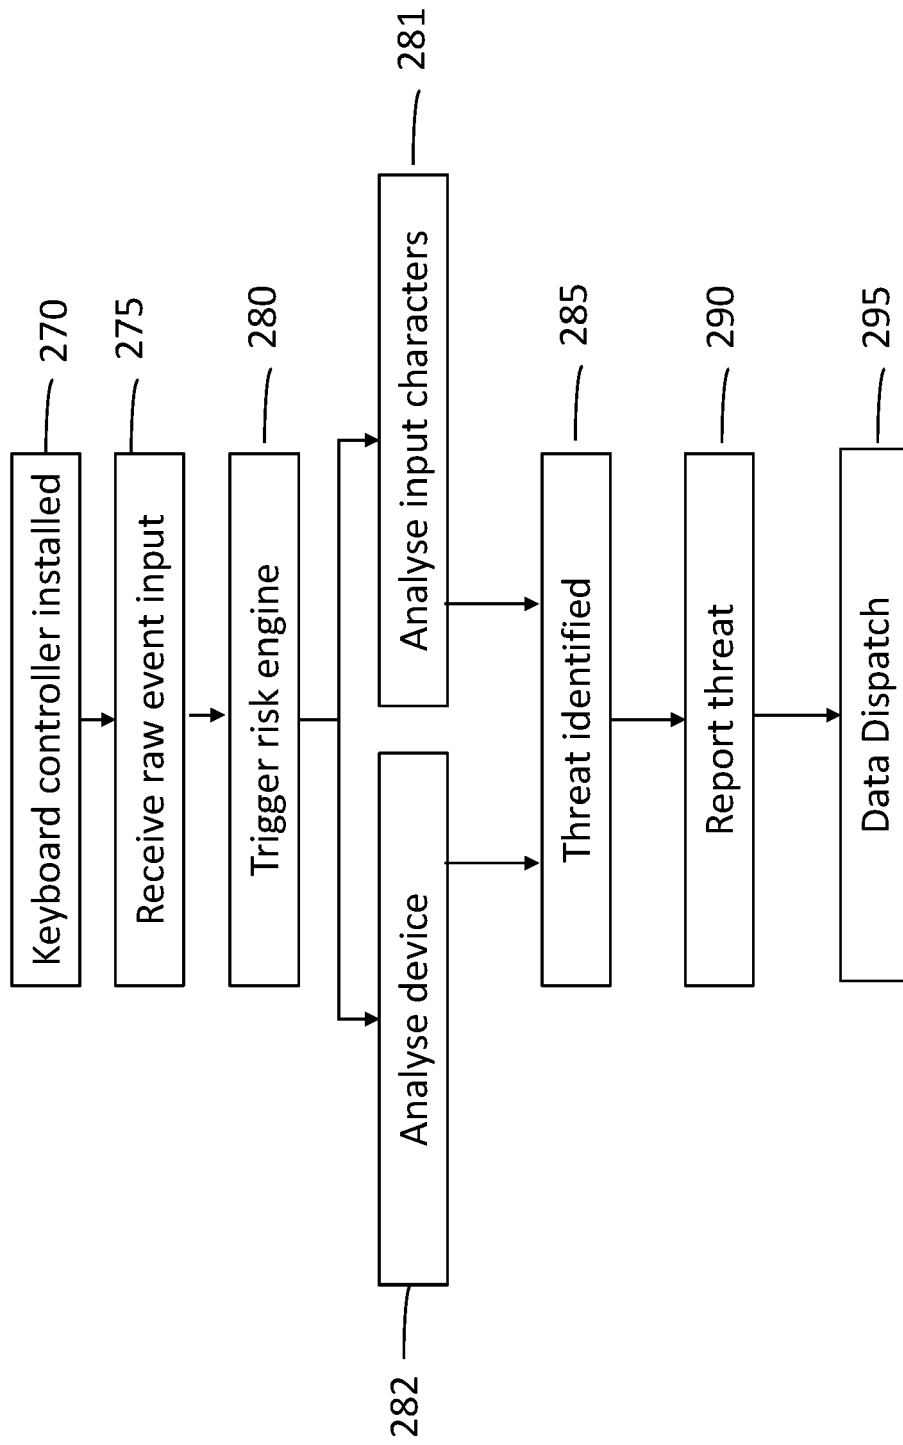 Keyboard controller installed
270
Receive raw event input
275
Trigger risk engine
280
Analyse device
282
Analyse input characters
281
Threat identified
285
Report threat
290
Data Dispatch
295